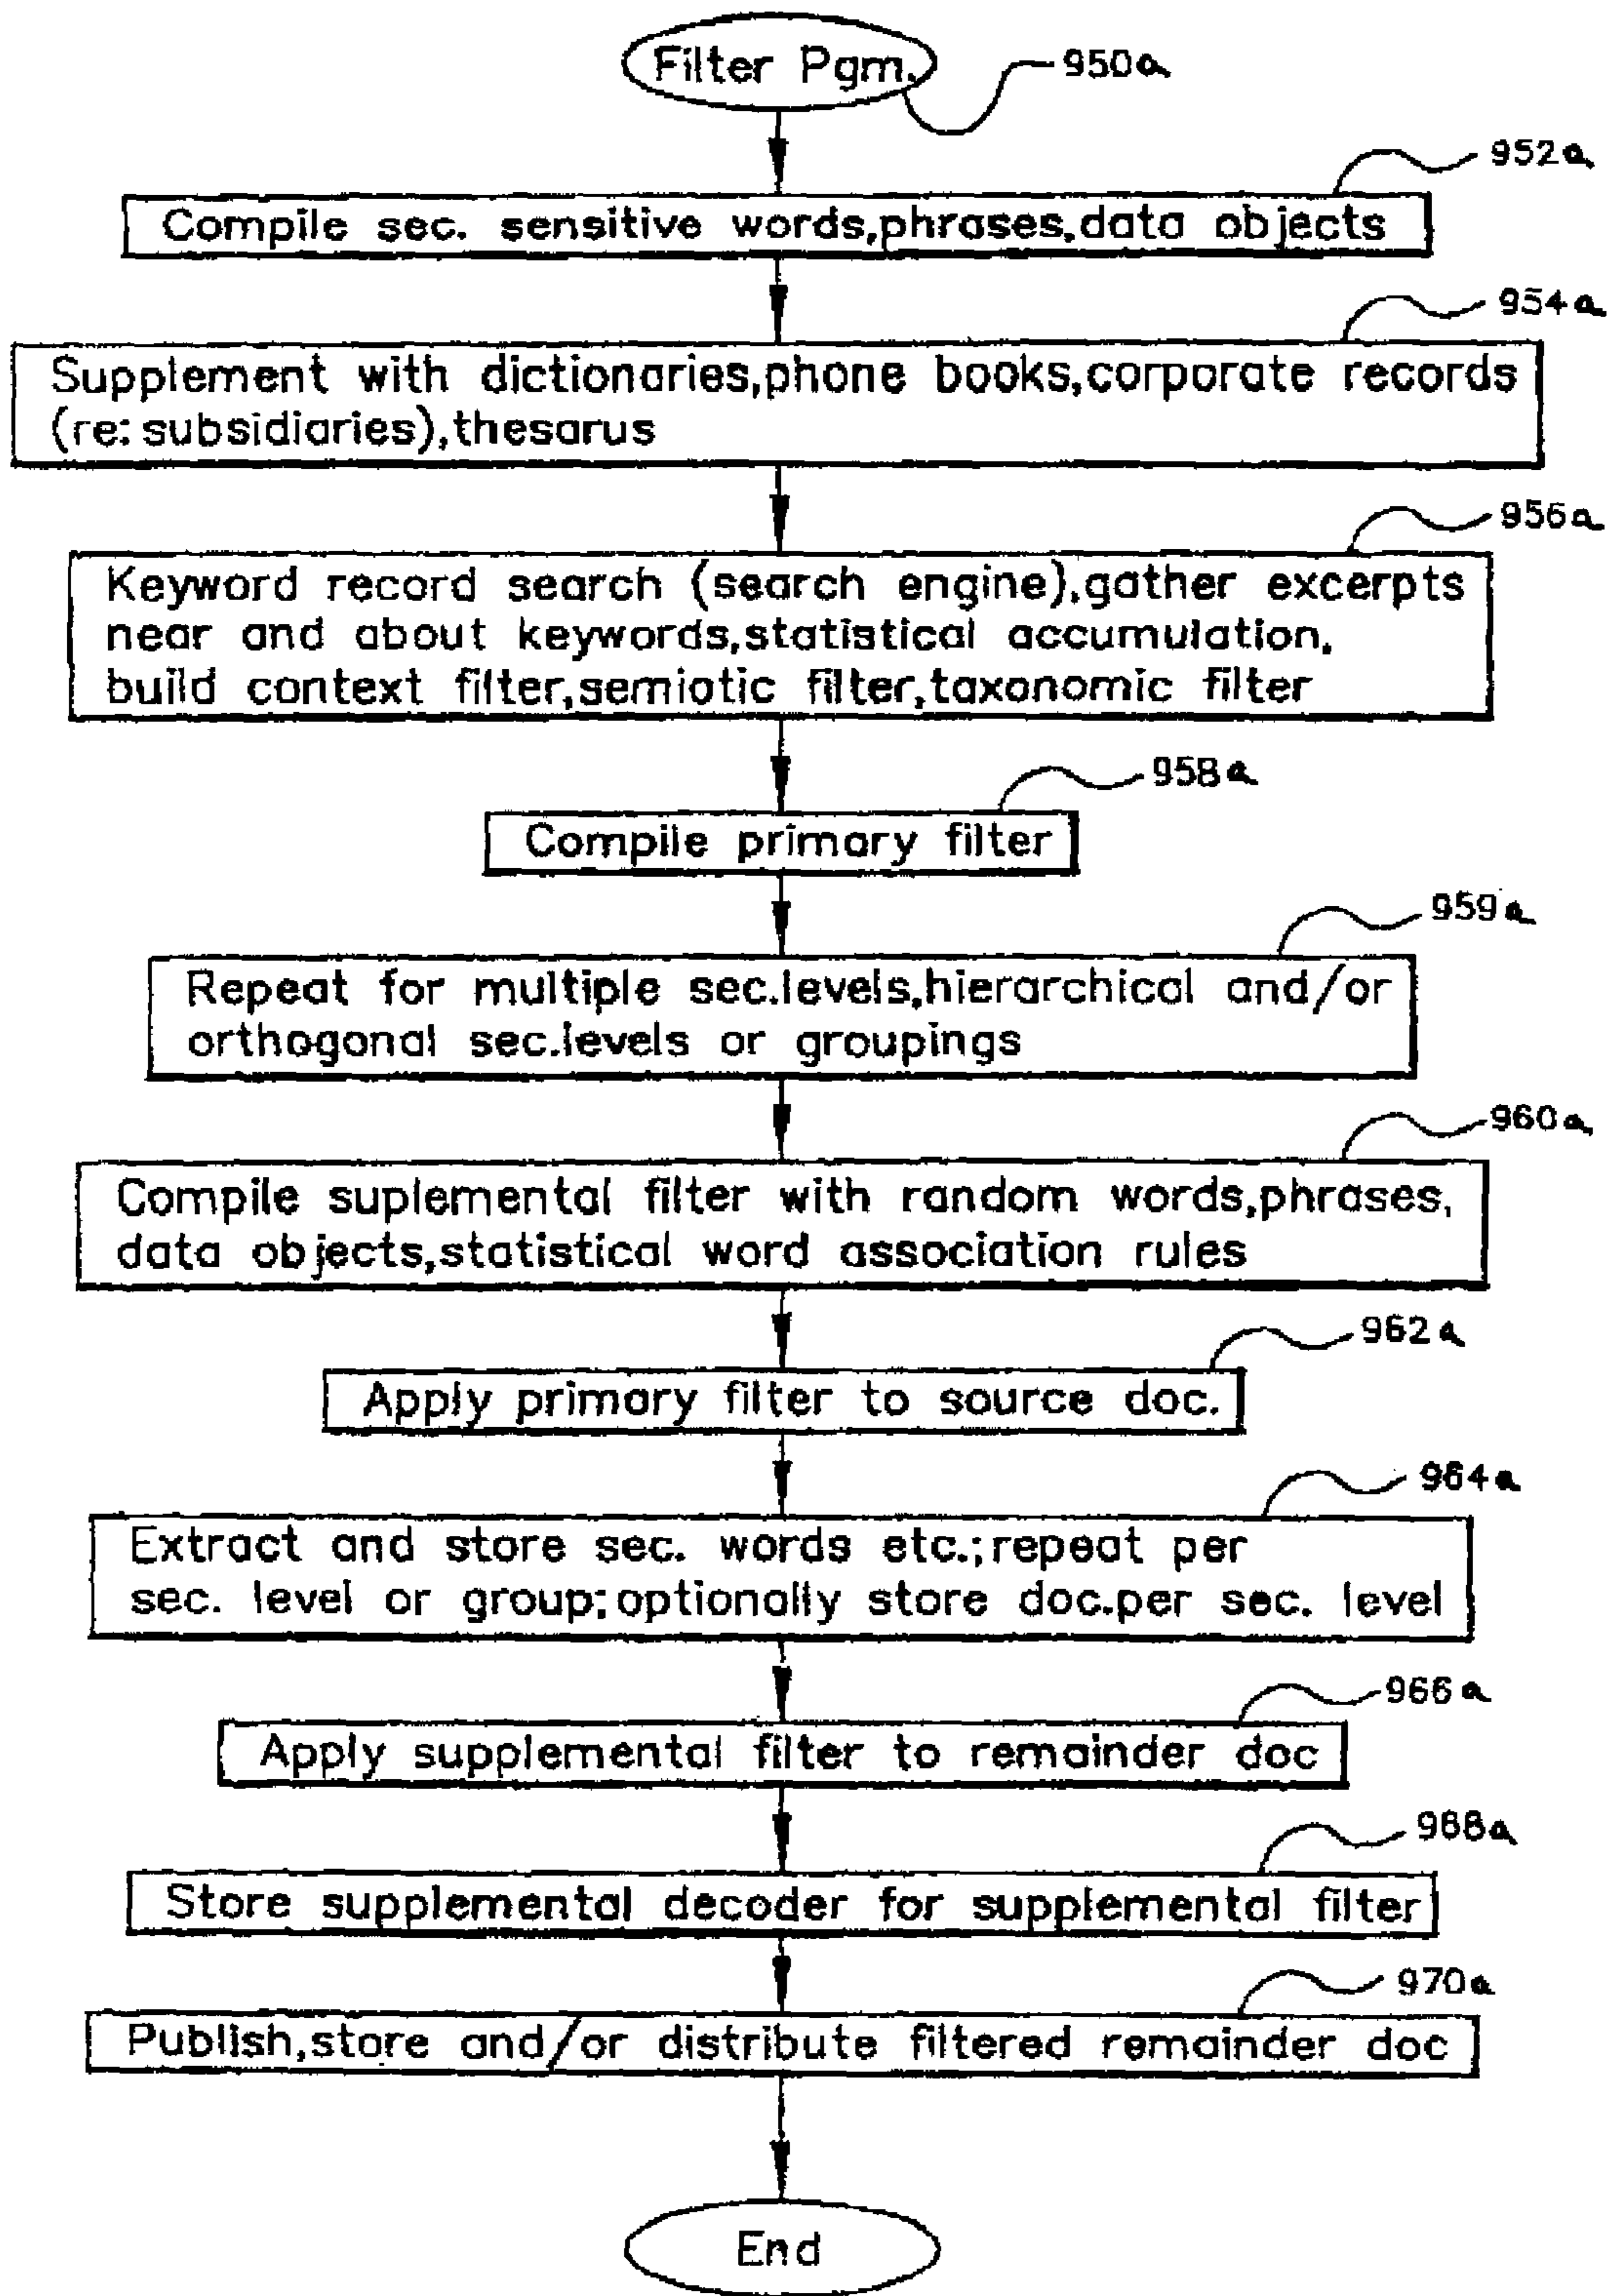 Filter Pgm.
950a
952a
Compile sec. sensitive words,phrases,data objects
954a
Supplement with dictionaries,phone books,corporate records
(re: subsidiaries),thesarus
956a
Keyword record search (search engine),gather excerpts
near and about keywords,statistical accumulation,
build context filter,semiotic filter,taxonomic filter
958a
Compile primary filter
959a
Repeat for multiple sec.levels,hierarchical and/or
orthogonal sec.levels or groupings
960a
Compile suplemental filter with random words,phrases,
data objects,statistical word association rules
962a
Apply primary filter to source doc.
964a
Extract and store sec. words etc.;repeat per
sec. level or group;optionally store doc.per sec. level
966a
Apply supplemental filter to remainder doc
968a
Store supplemental decoder for supplemental filter
970a
Publish,store and/or distribute filtered remainder doc
End